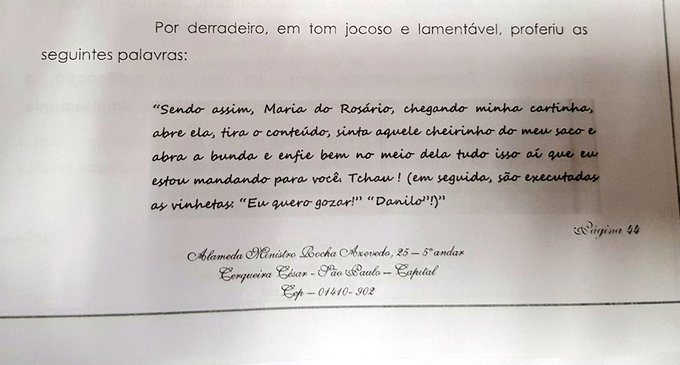 Por derradeiro, em tom jocoso e lamentável, proferiu as
seguintes palavras:
“Sendo assim, Maria do Rosário, chegando minha cartinha,
abre ela, tira o conteúdo, sinta aquele cheirinho do meu saco e
abra a bunda e enfie bem no meio dela tudo isso aí que eu
estou mandando para você. Tchau! (em seguida, são executadas
as vinhetas: “Eu quero gozar!” “Danilo”!)”
Página 44
Alameda Ministro Rocha Azevedo, 25 – 5º andar
Cerqueira César - São Paulo – Capital
Cep – 01410-902